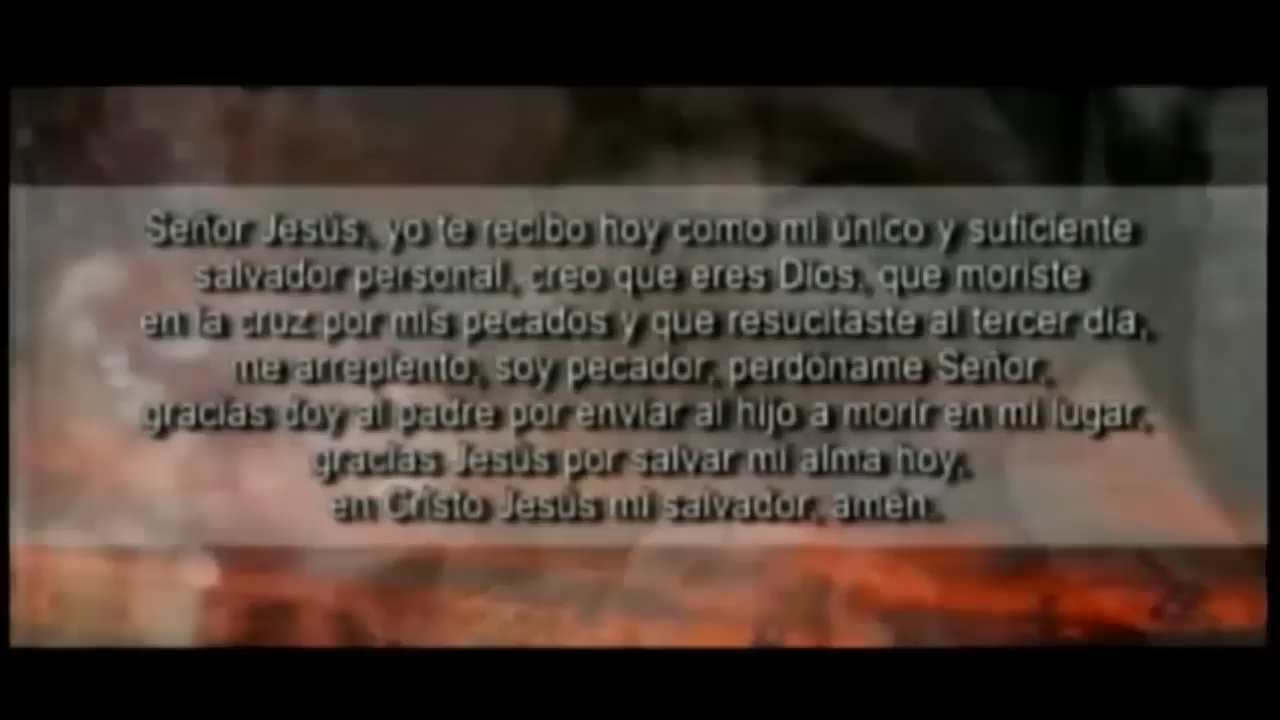 Señor Jesús, yo te recibo hoy como mi único y suficiente
salvador personal, creo que eres Dios, que moriste
en la cruz por mis pecados y que resucitaste al tercer día,
me arrepiento, soy pecador, perdóname Señor,
gracias doy al padre por enviar al hijo a morir en mi lugar,
gracias Jesús por salvar mi alma hoy,
en Cristo Jesús mi salvador, amén.